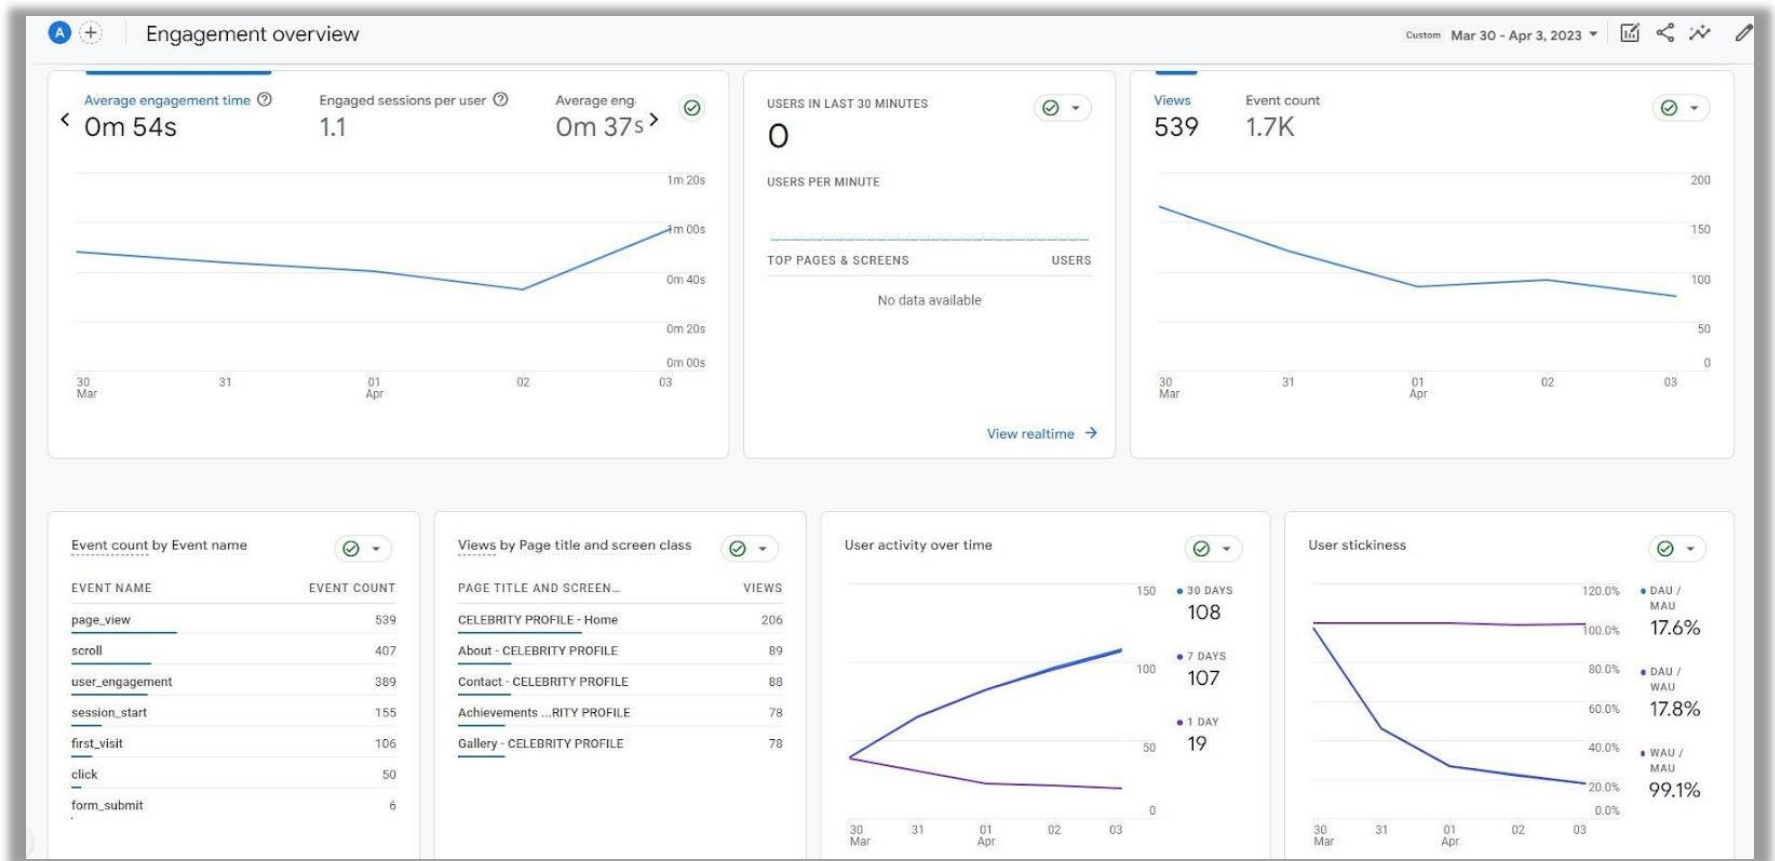 A
Engagement overview
Custom Mar 30 - Apr 3, 2023
Average engagement time
0m 54s
Engaged sessions per user
1.1
Average eng.
0m 37s
1m 20s
1m 00s
0m 40s
0m 20s
0m 00s
30 31 01 02 03
Mar Apr
USERS IN LAST 30 MINUTES
0
USERS PER MINUTE
TOP PAGES & SCREENS USERS
No data available
View realtime
Views
539
Event count
1.7K
200
150
100
50
0
30 31 01 02 03
Mar Apr
Event count by Event name
EVENT NAME EVENT COUNT
page_view 539
scroll 407
user_engagement 389
session_start 155
first_visit 106
click 50
form_submit 6
Views by Page title and screen class
PAGE TITLE AND SCREEN... VIEWS
CELEBRITY PROFILE - Home 206
About - CELEBRITY PROFILE 89
Contact - CELEBRITY PROFILE 88
Achievements ...RITY PROFILE 78
Gallery - CELEBRITY PROFILE 78
User activity over time
150
100
50
0
30 31 01 02 03
Mar Apr
30 DAYS
108
7 DAYS
107
1 DAY
19
User stickiness
120.0%
100.0%
80.0%
60.0%
40.0%
20.0%
0.0%
30 31 01 02 03
Mar Apr
DAU /
MAU
17.6%
DAU /
WAU
17.8%
WAU /
MAU
99.1%